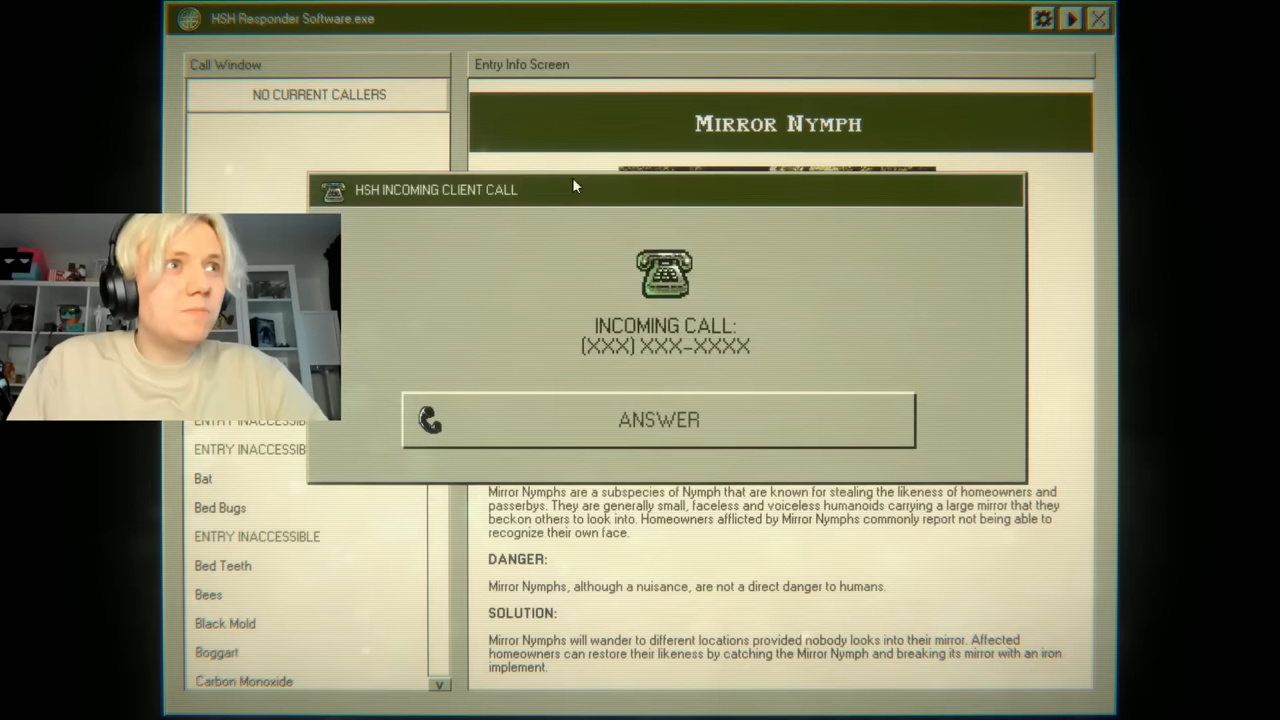 HSH Responder Software.exe
Call Window
NO CURRENT CALLERS
Entry Info Screen
MIRROR NYMPH
HSH INCOMING CLIENT CALL
INCOMING CALL:
(XXX) XXX-XXXX
ANSWER
ENTRY INACCESSIB
ENTRY INACCESSIB
Bat
Bed Bugs
ENTRY INACCESSIBLE
Bed Teeth
Bees
Black Mold
Boggart
Carbon Monoxide
V
Mirror Nymphs are a subspecies of Nymph that are known for stealing the likeness of homeowners and
passerbys. They are generally small, faceless and voiceless humanoids carrying a large mirror that they
beckon others to look into. Homeowners afflicted by Mirror Nymphs commonly report not being able to
recognize their own face.
DANGER:
Mirror Nymphs, although a nuisance, are not a direct danger to humans.
SOLUTION:
Mirror Nymphs will wander to different locations provided nobody looks into their mirror. Affected
homeowners can restore their likeness by catching the Mirror Nymph and breaking its mirror with an iron
implement.